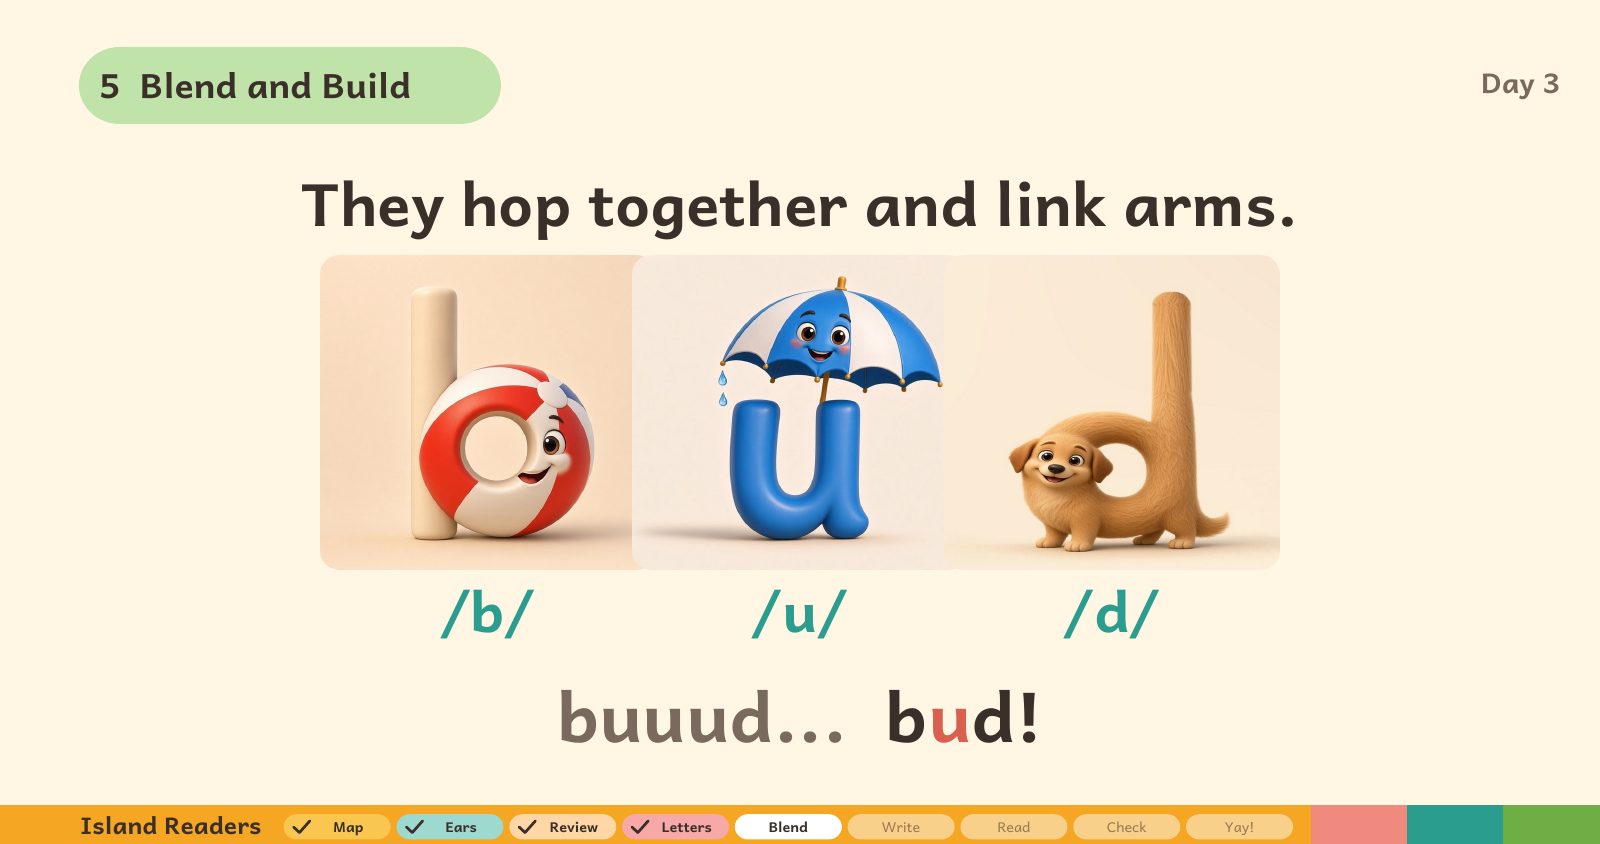 5 Blend and Build
Day 3
They hop together and link arms.
/b/ /u/ /d/
buuud... bud!
Island Readers Map Ears Review Letters Blend Write Read Check Yay!